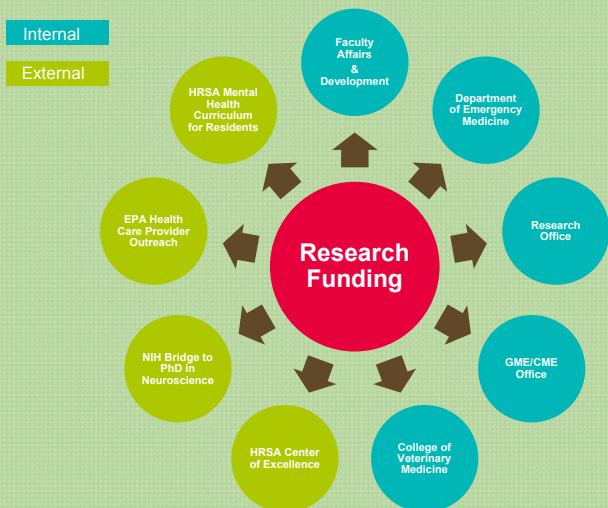 Internal
External
Faculty
Affairs
&
Development
Department
of Emergency
Medicine
Research
Office
GME/CME
Office
College of
Veterinary
Medicine
HRSA Center
of Excellence
NIH Bridge to
PhD in
Neuroscience
EPA Health
Care Provider
Outreach
HRSA Mental
Health
Curriculum
for Residents
Research
Funding